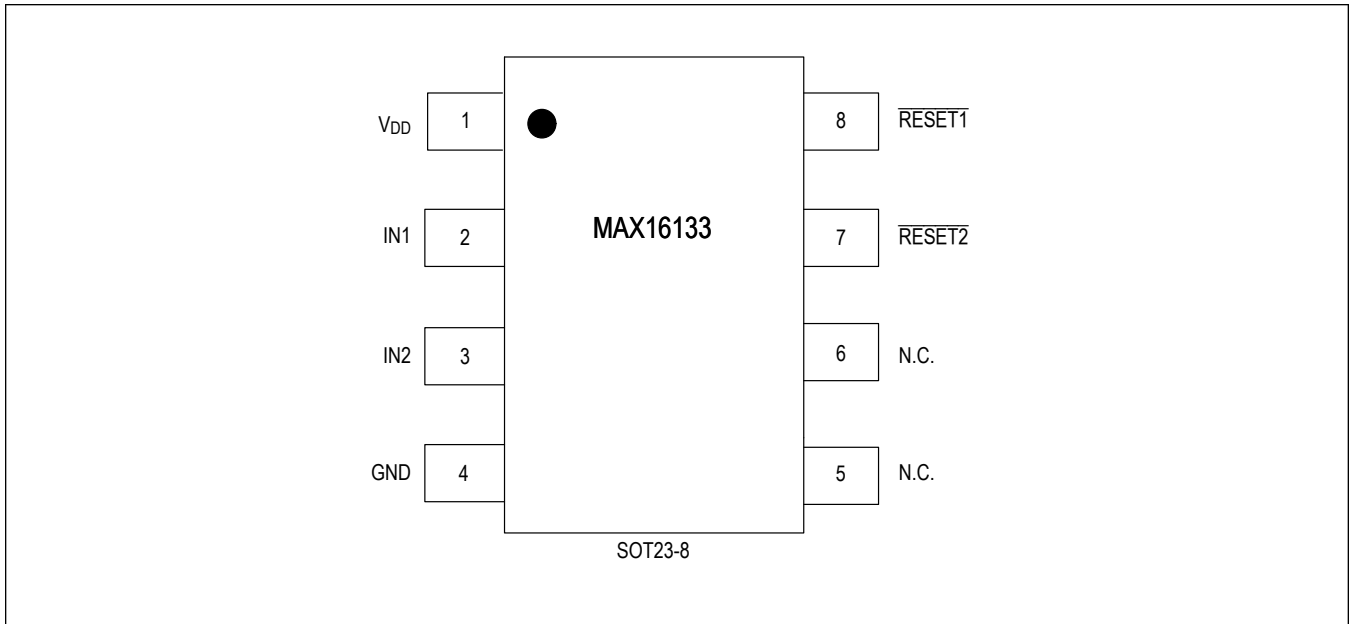 VDD 1 8 RESET1
MAX16133
IN1 2 7 RESET2
IN2 3 6 N.C.
GND 4 5 N.C.
SOT23-8